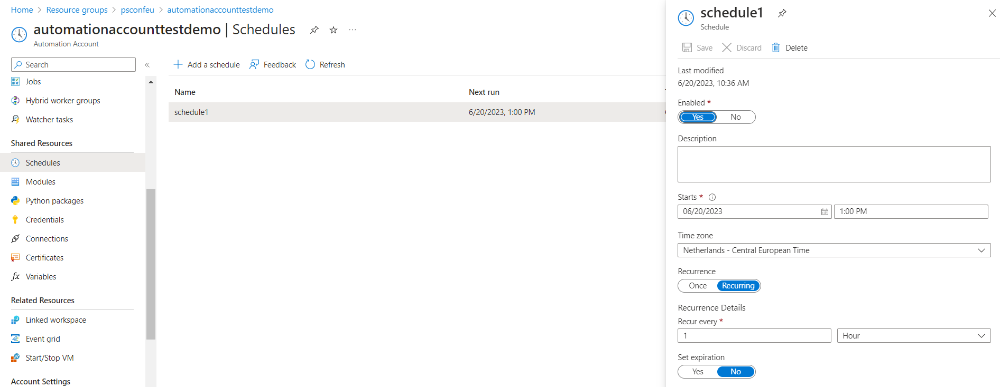 Home > Resource groups > psconfeu > automationaccounttestdemo
automationaccounttestdemo | Schedules
Automation Account
Search
Jobs
Hybrid worker groups
Watcher tasks
Shared Resources
Schedules
Modules
Python packages
Credentials
Connections
Certificates
Variables
Related Resources
Linked workspace
Event grid
Start/Stop VM
Account Settings
Add a schedule Feedback Refresh
Name Next run
schedule1 6/20/2023, 1:00 PM
schedule1
Schedule
Save Discard Delete
Last modified
6/20/2023, 10:36 AM
Enabled *
Yes No
Description
Starts *
06/20/2023 1:00 PM
Time zone
Netherlands - Central European Time
Recurrence
Once Recurring
Recurrence Details
Recur every *
1 Hour
Set expiration
Yes No